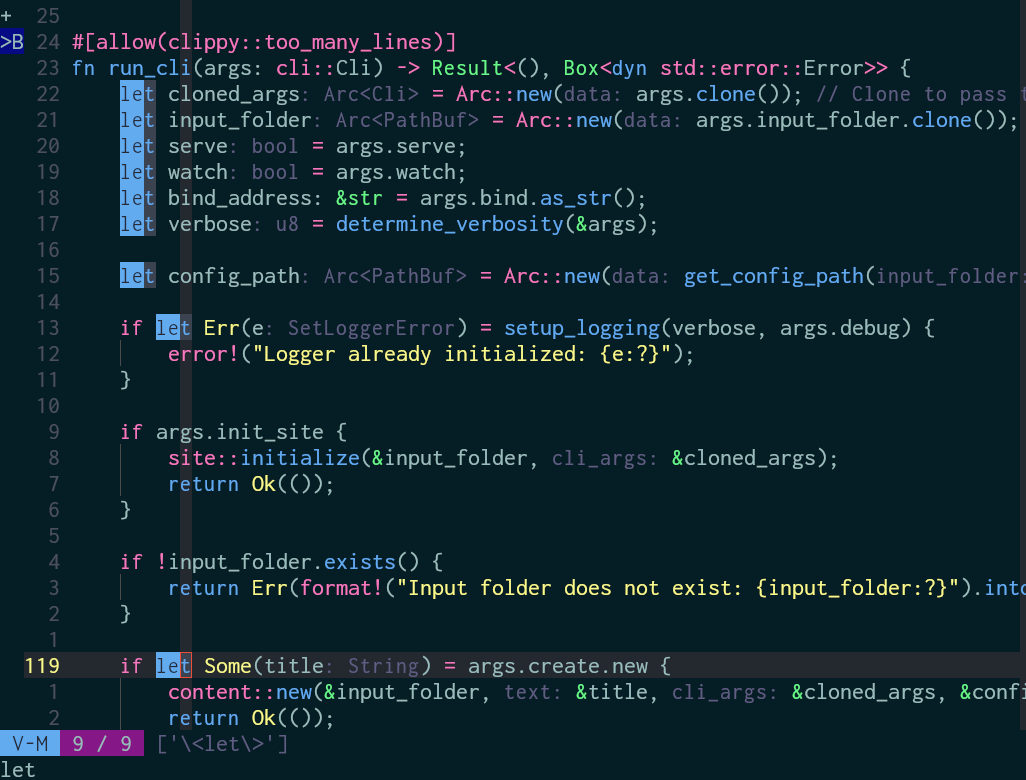 + 25
>B 24 #[allow(clippy::too_many_lines)]
23 fn run_cli(args: cli::Cli) -> Result<(), Box<dyn std::error::Error>> {
22 let cloned_args: Arc<Cli> = Arc::new(data: args.clone()); // Clone to pass t
21 let input_folder: Arc<PathBuf> = Arc::new(data: args.input_folder.clone());
20 let serve: bool = args.serve;
19 let watch: bool = args.watch;
18 let bind_address: &str = args.bind.as_str();
17 let verbose: u8 = determine_verbosity(&args);
16
15 let config_path: Arc<PathBuf> = Arc::new(data: get_config_path(input_folder:
14
13 if let Err(e: SetLoggerError) = setup_logging(verbose, args.debug) {
12 error!("Logger already initialized: {e:?}");
11 }
10
9 if args.init_site {
8 site::initialize(&input_folder, cli_args: &cloned_args);
7 return Ok(());
6 }
5
4 if !input_folder.exists() {
3 return Err(format!("Input folder does not exist: {input_folder:?}").into
2 }
1
119 if let Some(title: String) = args.create.new {
1 content::new(&input_folder, text: &title, cli_args: &cloned_args, &confi
2 return Ok(());
V-M 9 / 9 ['\<let\>']
let